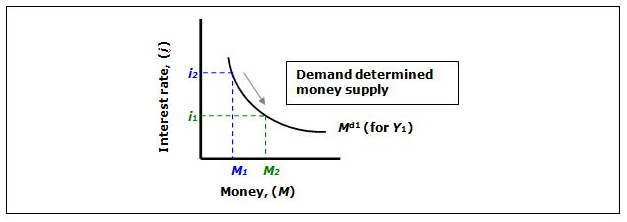 Interest rate, (i)
i2
i1
Demand determined
money supply
Md1 (for Y1)
M1 M2
Money, (M)